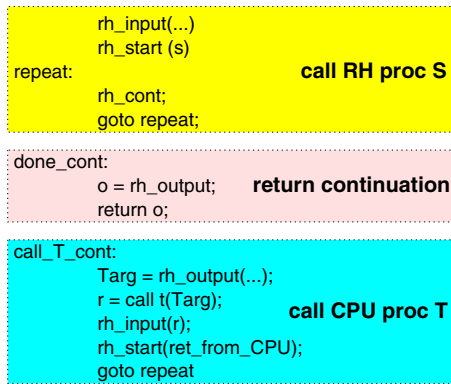 rh_input(...)
rh_start (s)
repeat: call RH proc S
rh_cont;
goto repeat;
done_cont:
o = rh_output; return continuation
return o;
call_T_cont:
Targ = rh_output(...);
r = call t(Targ);
call CPU proc T
rh_input(r);
rh_start(ret_from_CPU);
goto repeat